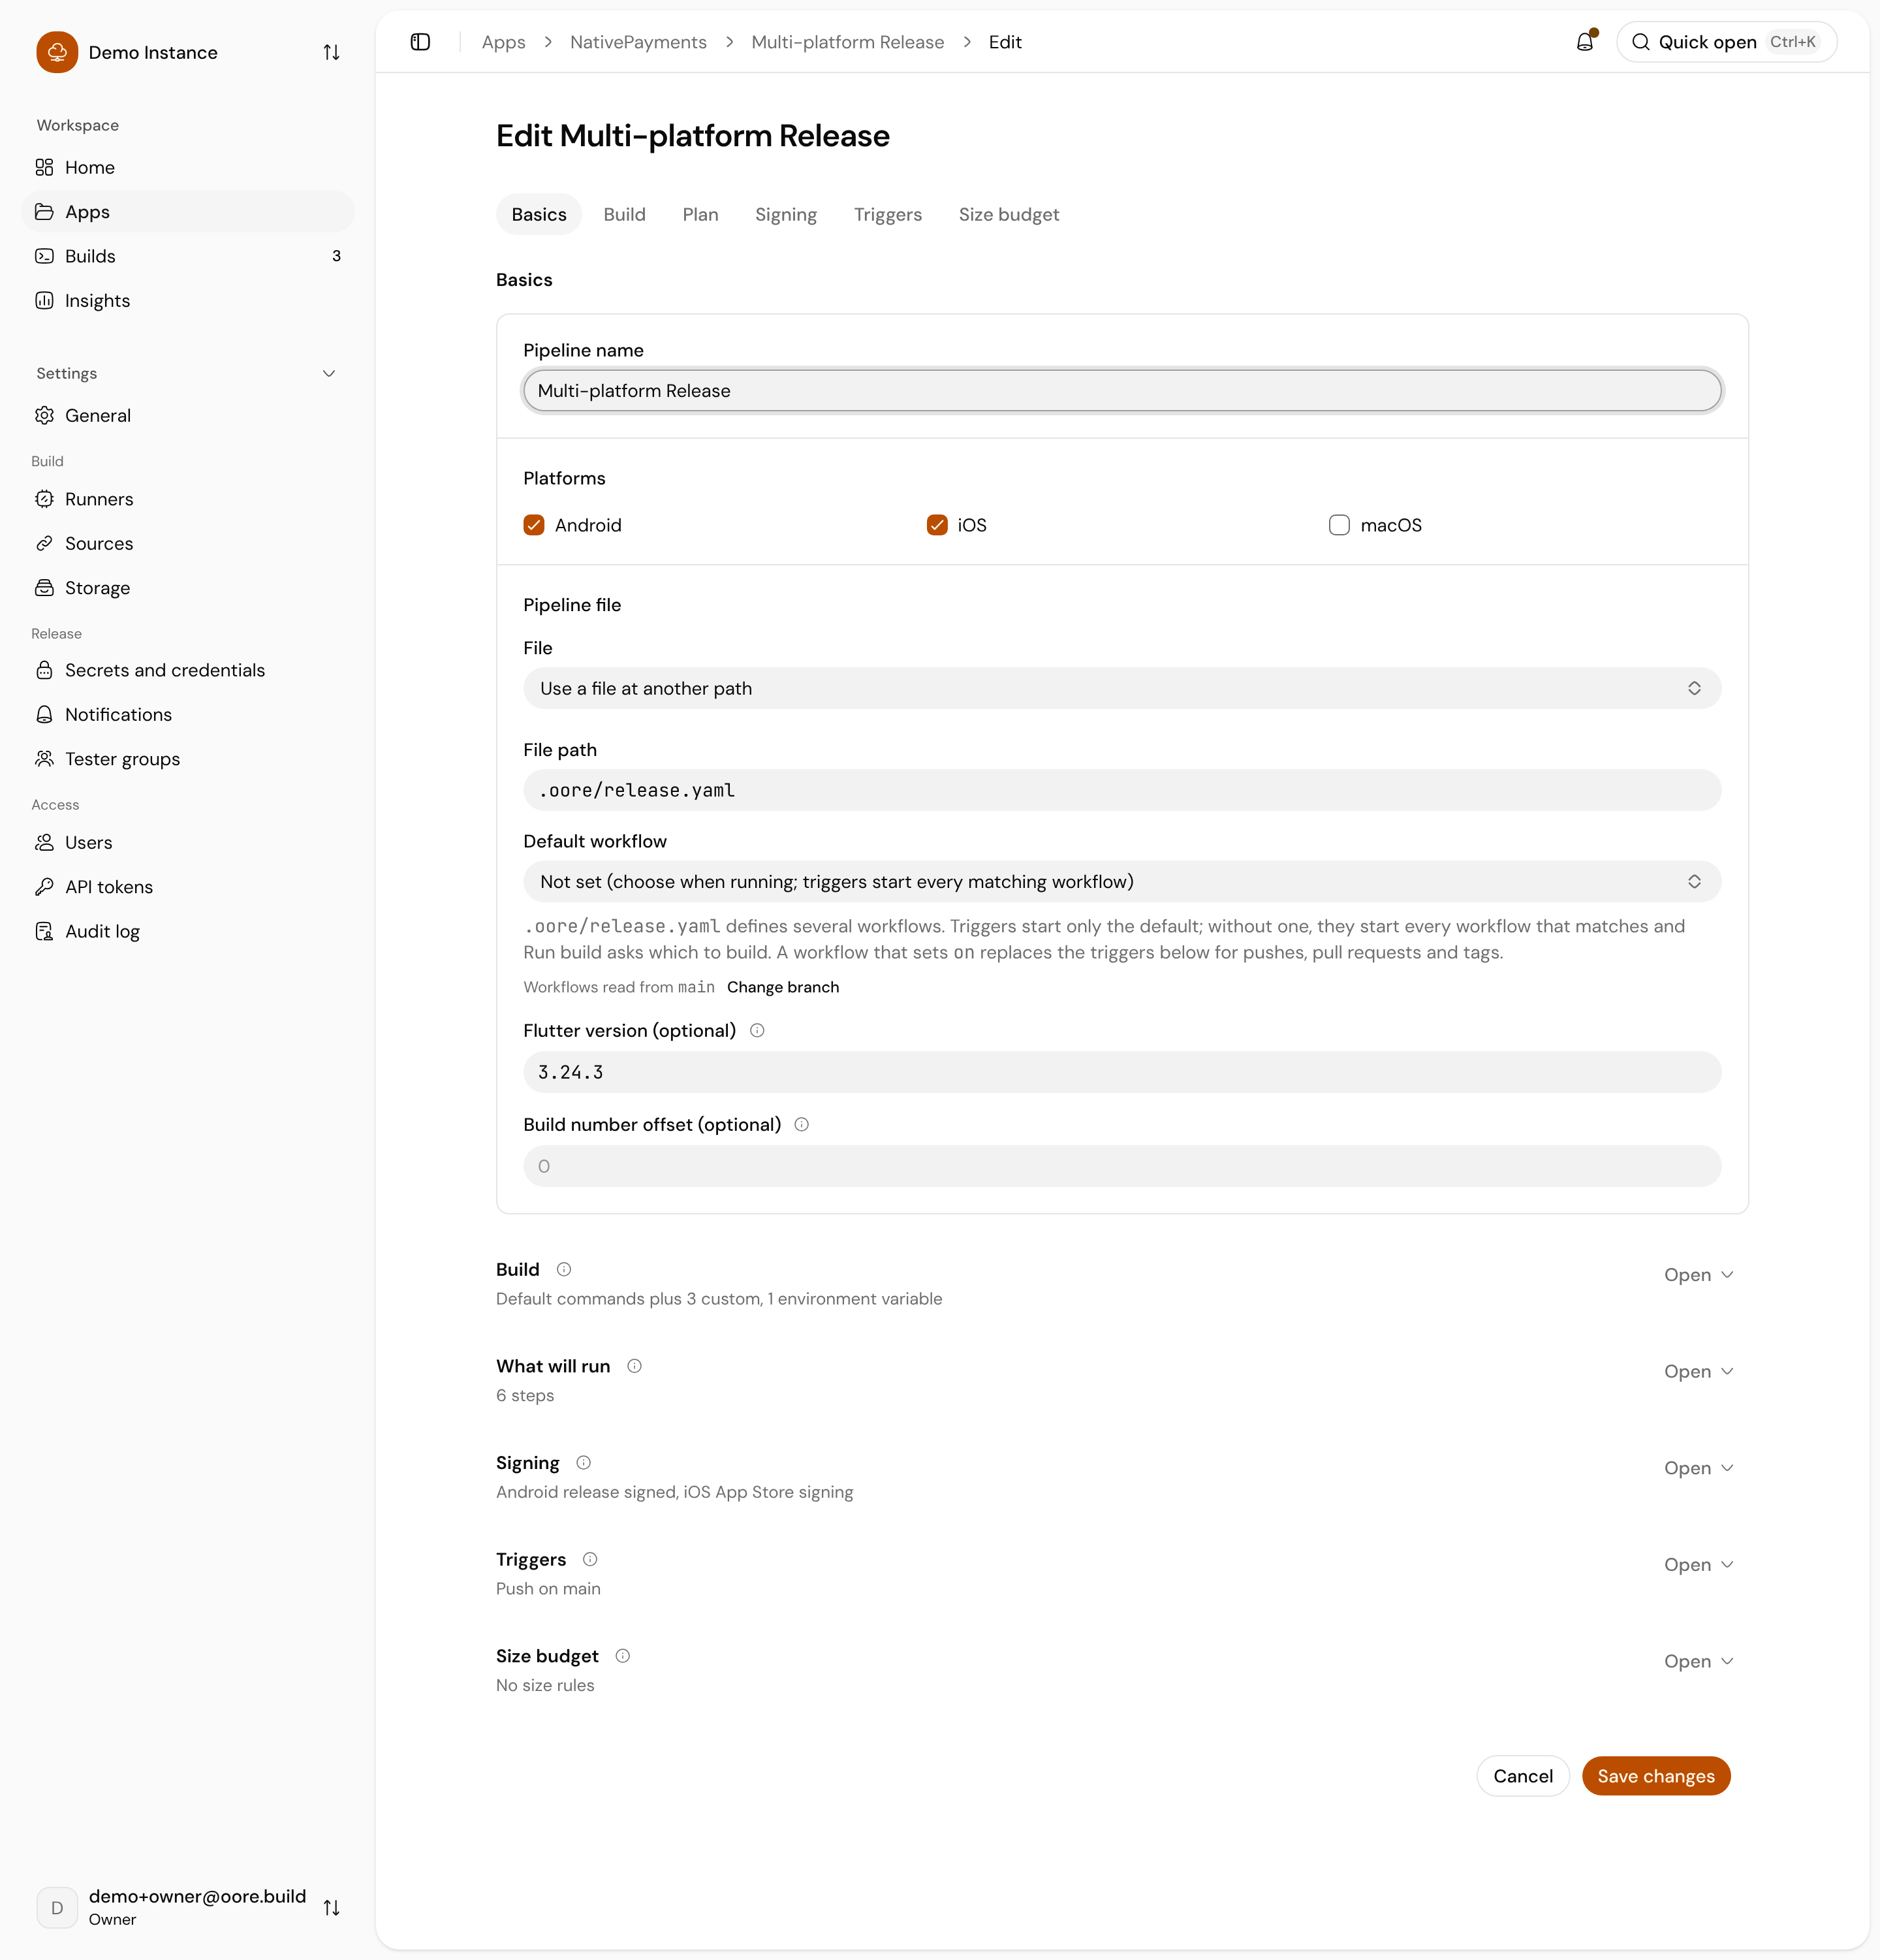 Demo Instance
Workspace
Home
Apps
Builds 3
Insights
Settings
General
Build
Runners
Sources
Storage
Release
Secrets and credentials
Notifications
Tester groups
Access
Users
API tokens
Audit log
D
demo+owner@oore.build
Owner
Apps > NativePayments > Multi-platform Release > Edit
Quick open Ctrl+K
Edit Multi-platform Release
Basics Build Plan Signing Triggers Size budget
Basics
Pipeline name
Multi-platform Release
Platforms
Android iOS macOS
Pipeline file
File
Use a file at another path
File path
.oore/release.yaml
Default workflow
Not set (choose when running; triggers start every matching workflow)
.oore/release.yaml defines several workflows. Triggers start only the default; without one, they start every workflow that matches and
Run build asks which to build. A workflow that sets on replaces the triggers below for pushes, pull requests and tags.
Workflows read from main Change branch
Flutter version (optional)
3.24.3
Build number offset (optional)
0
Build
Default commands plus 3 custom, 1 environment variable
Open
What will run
6 steps
Open
Signing
Android release signed, iOS App Store signing
Open
Triggers
Push on main
Open
Size budget
No size rules
Open
Cancel Save changes